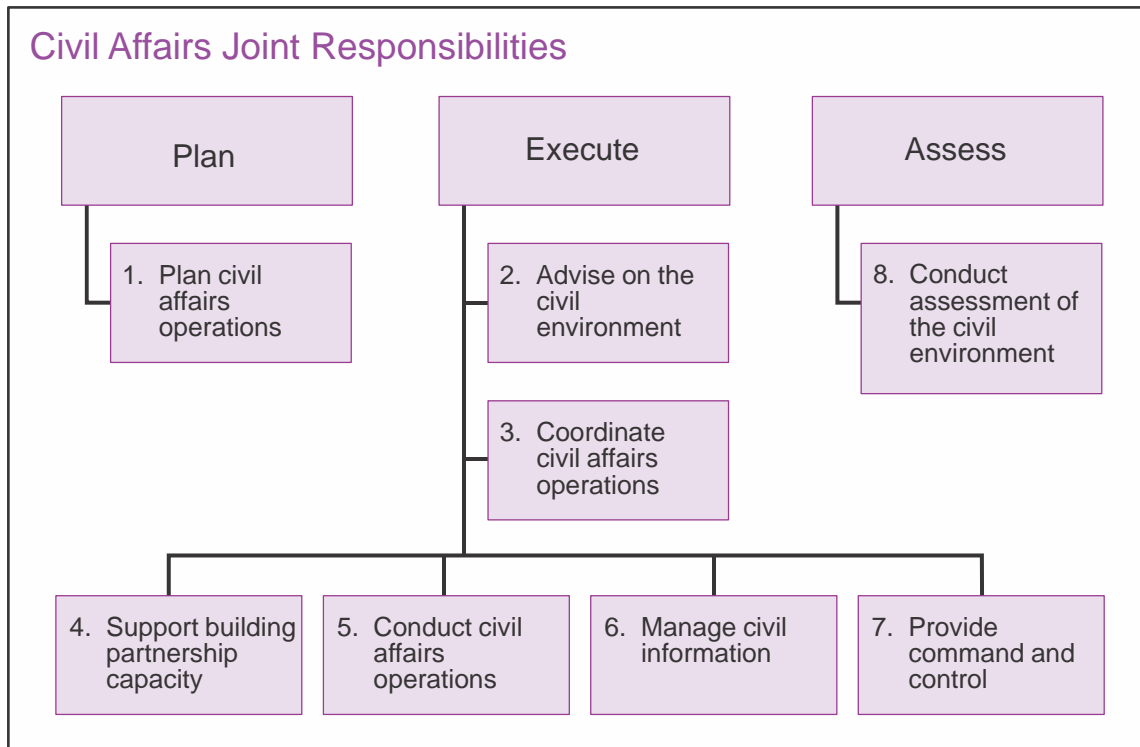 Civil Affairs Joint Responsibilities
Plan
Execute
Assess
1. Plan civil
affairs
operations
2. Advise on the
civil
environment
8. Conduct
assessment of
the civil
environment
3. Coordinate
civil affairs
operations
4. Support building
partnership
capacity
5. Conduct civil
affairs
operations
6. Manage civil
information
7. Provide
command and
control